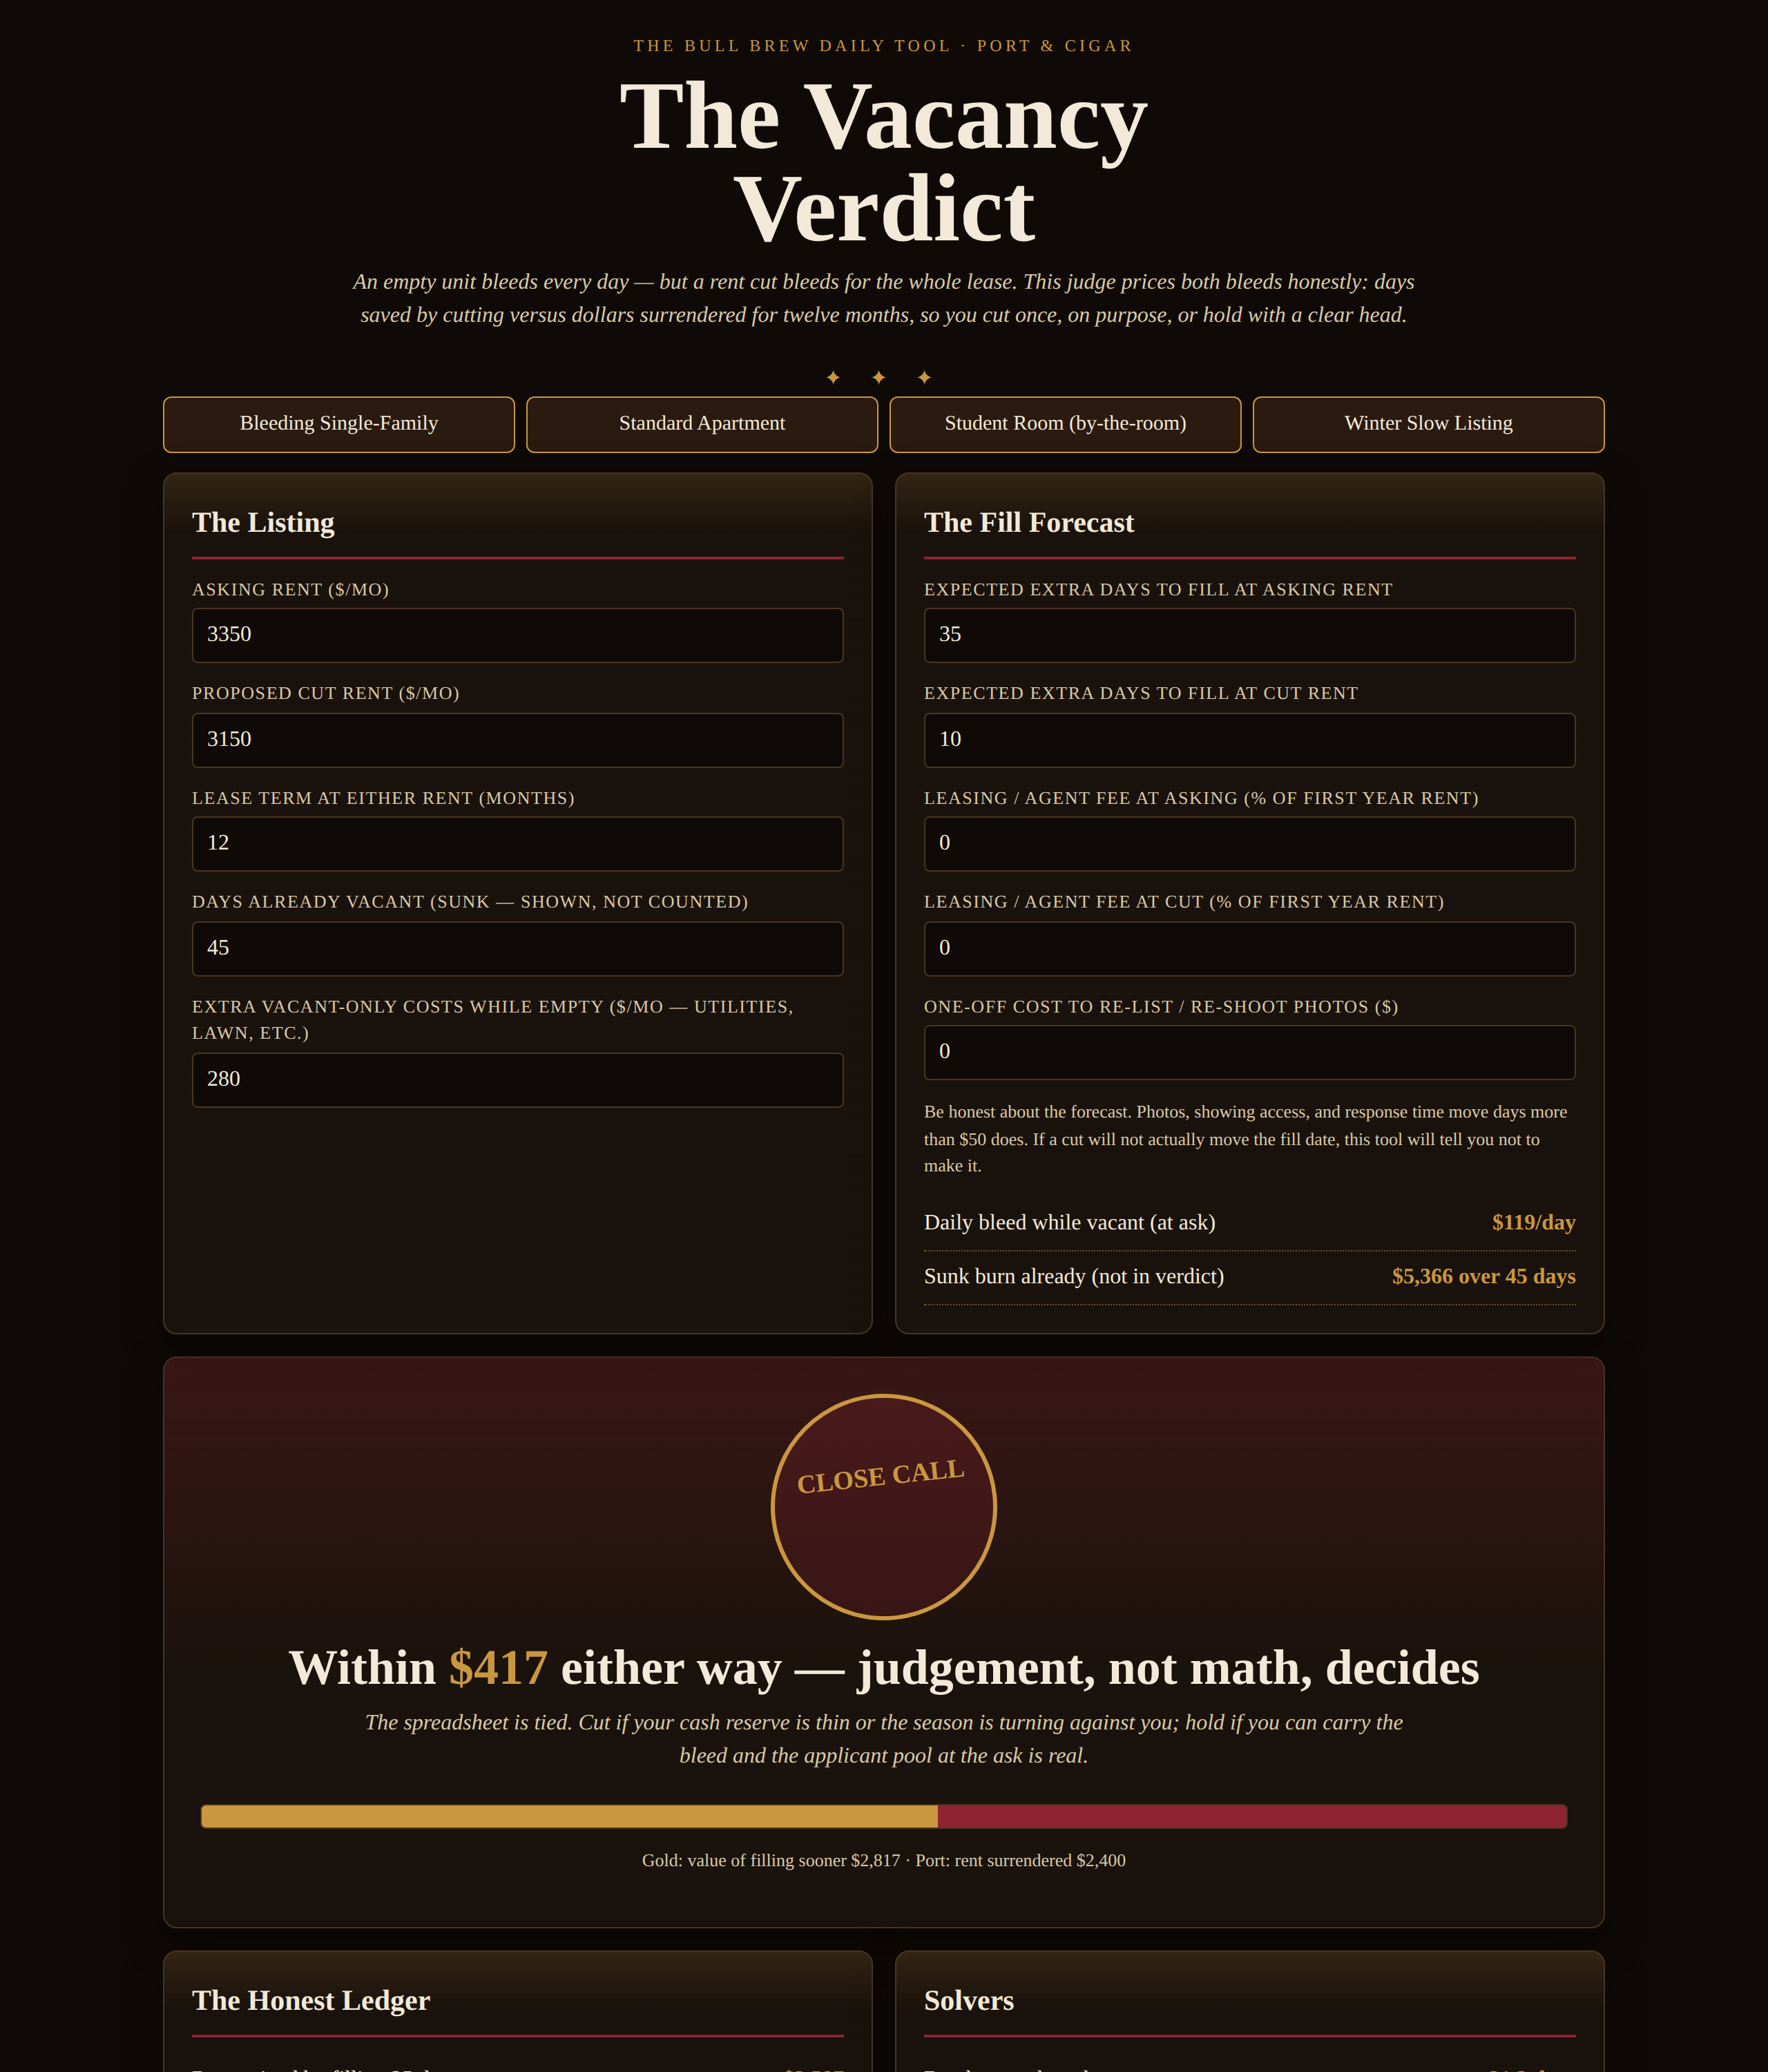 THE BULL BREW DAILY TOOL · PORT & CIGAR
The Vacancy
Verdict
An empty unit bleeds every day — but a rent cut bleeds for the whole lease. This judge prices both bleeds honestly: days
saved by cutting versus dollars surrendered for twelve months, so you cut once, on purpose, or hold with a clear head.
✦ ✦ ✦
Bleeding Single-Family
Standard Apartment
Student Room (by-the-room)
Winter Slow Listing
The Listing
ASKING RENT ($/MO)
3350
PROPOSED CUT RENT ($/MO)
3150
LEASE TERM AT EITHER RENT (MONTHS)
12
DAYS ALREADY VACANT (SUNK — SHOWN, NOT COUNTED)
45
EXTRA VACANT-ONLY COSTS WHILE EMPTY ($/MO — UTILITIES,
LAWN, ETC.)
280
The Fill Forecast
EXPECTED EXTRA DAYS TO FILL AT ASKING RENT
35
EXPECTED EXTRA DAYS TO FILL AT CUT RENT
10
LEASING / AGENT FEE AT ASKING (% OF FIRST YEAR RENT)
0
LEASING / AGENT FEE AT CUT (% OF FIRST YEAR RENT)
0
ONE-OFF COST TO RE-LIST / RE-SHOOT PHOTOS ($)
0
Be honest about the forecast. Photos, showing access, and response time move days more
than $50 does. If a cut will not actually move the fill date, this tool will tell you not to
make it.
Daily bleed while vacant (at ask) $119/day
Sunk burn already (not in verdict) $5,366 over 45 days
CLOSE CALL
Within $417 either way — judgement, not math, decides
The spreadsheet is tied. Cut if your cash reserve is thin or the season is turning against you; hold if you can carry the
bleed and the applicant pool at the ask is real.
Gold: value of filling sooner $2,817 · Port: rent surrendered $2,400
The Honest Ledger
Solvers